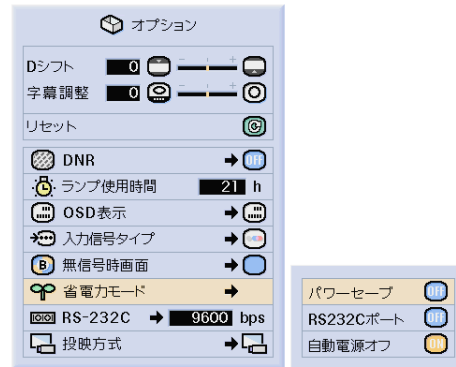 オプション
Dシフト 0
字幕調整 0
リセット
DNR OFF
ランプ使用時間 21 h
OSD表示
入力信号タイプ
B 無信号時画面
省電力モード
RS-232C 9600 bps
投映方式
パワーセーブ OFF
RS232Cポート OFF
自動電源オフ ON